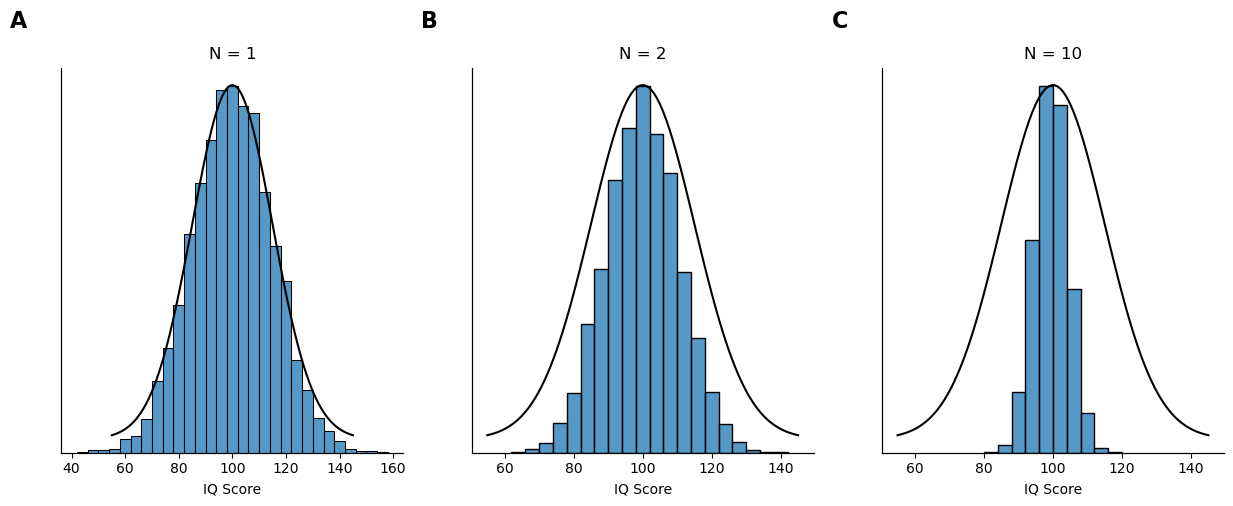 A
N = 1
40 60 80 100 120 140 160
IQ Score
B
N = 2
60 80 100 120 140
IQ Score
C
N = 10
60 80 100 120 140
IQ Score